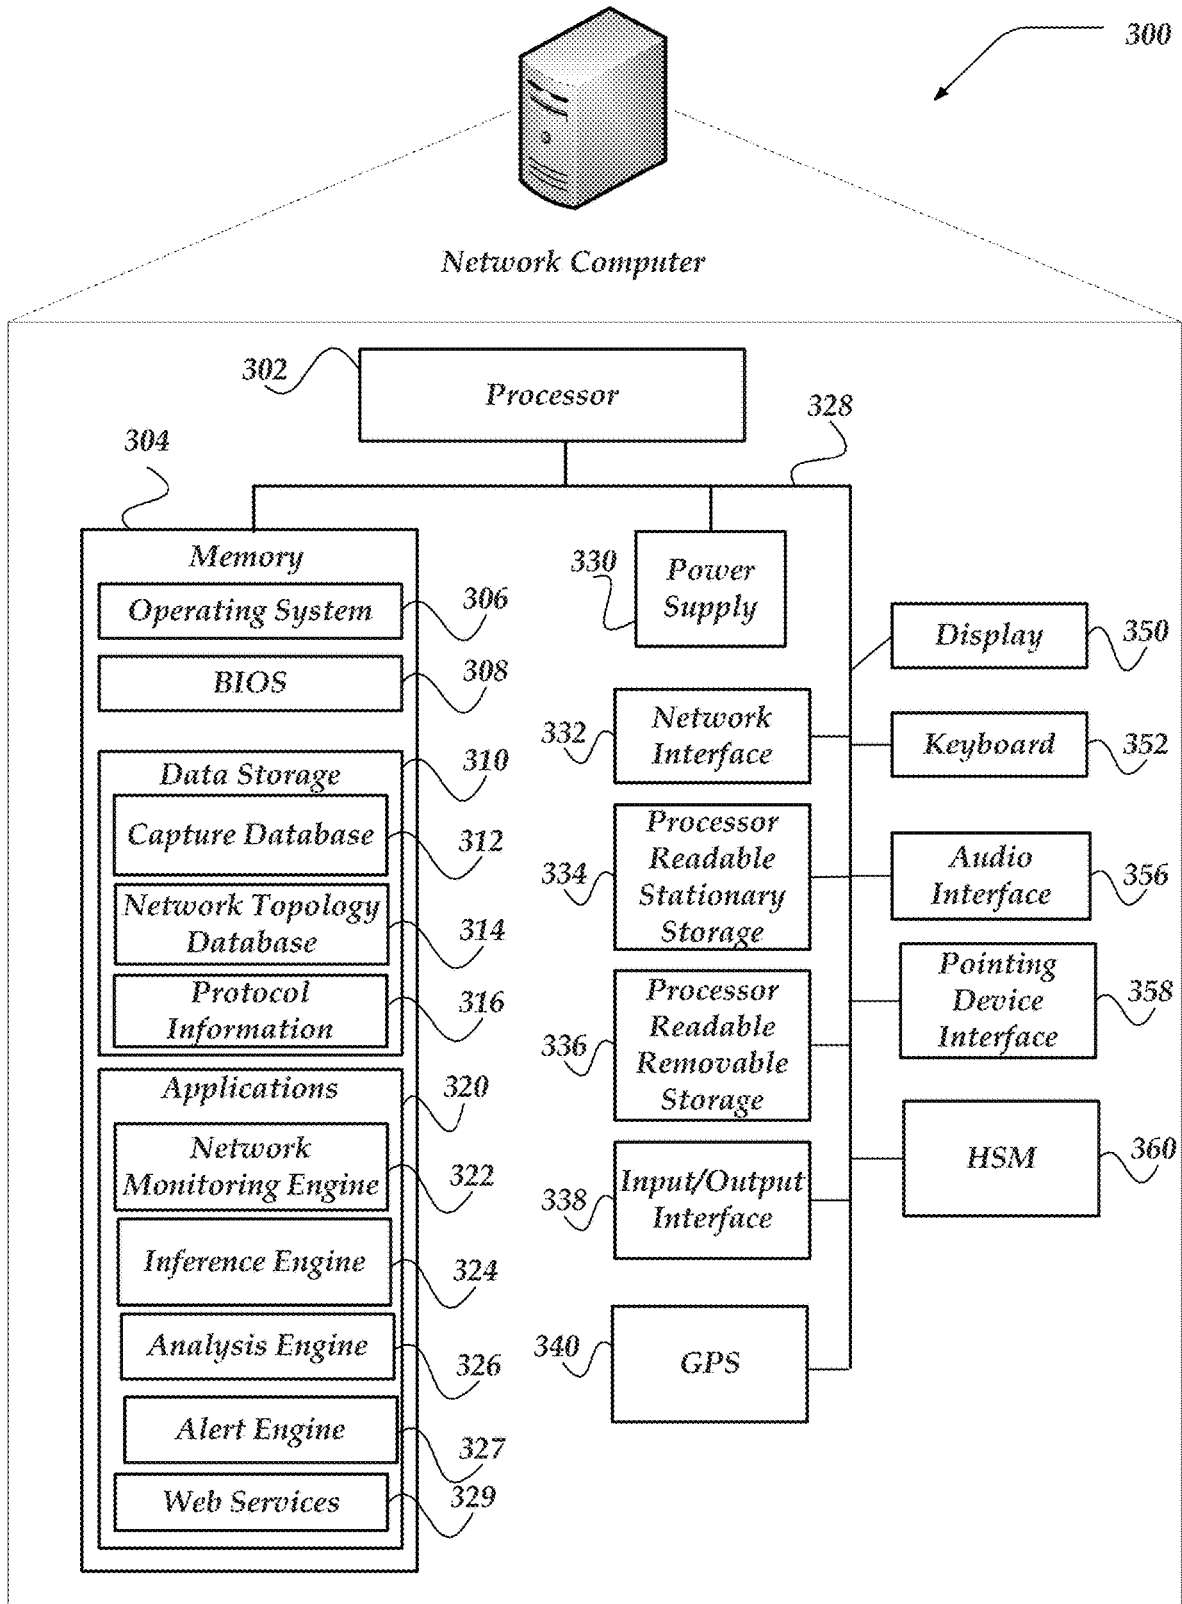 300
Network Computer
302
Processor
328
304
Memory
Operating System
306
BIOS
308
Data Storage
310
Capture Database
312
Network Topology
Database
314
Protocol
Information
316
Applications
320
Network
Monitoring Engine
322
Inference Engine
324
Analysis Engine
326
Alert Engine
327
Web Services
329
330
Power
Supply
332
Network
Interface
334
Processor
Readable
Stationary
Storage
336
Processor
Readable
Removable
Storage
338
Input/Output
Interface
340
GPS
Display
350
Keyboard
352
Audio
Interface
356
Pointing
Device
Interface
358
HSM
360